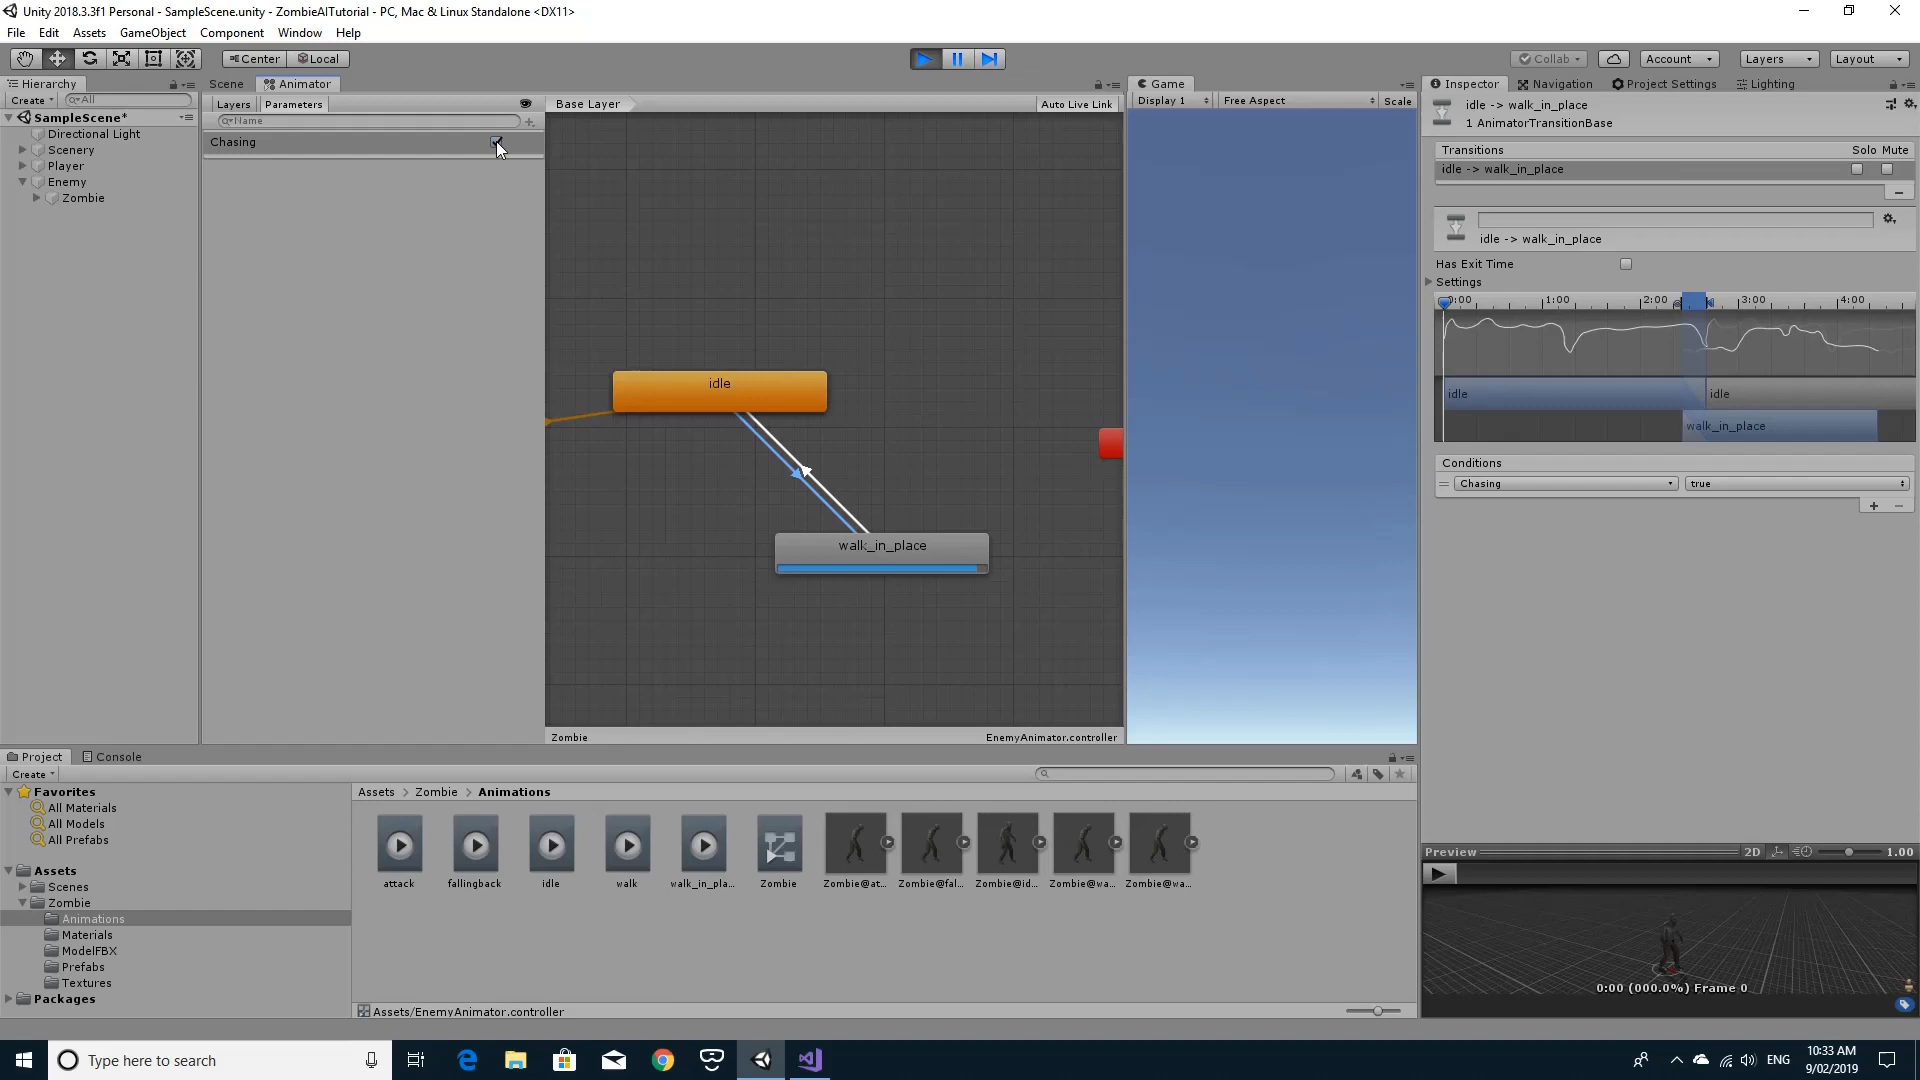 Unity 2018.3.3f1 Personal - SampleScene.unity - ZombieAITutorial - PC, Mac & Linux Standalone <DX11>
File Edit Assets GameObject Component Window Help
Center Local Collab Account Layers Layout
Hierarchy
Create All
SampleScene*
Directional Light
Scenery
Player
Enemy
Zombie
Scene Animator
Layers Parameters
Name
Chasing
Base Layer Auto Live Link
idle
walk_in_place
Zombie EnemyAnimator.controller
Game
Display 1 Free Aspect Scale
Inspector Navigation Project Settings Lighting
idle -> walk_in_place
1 AnimatorTransitionBase
Transitions Solo Mute
idle -> walk_in_place
idle -> walk_in_place
Has Exit Time
Settings
0:00 1:00 2:00 3:00 4:00
idle idle
walk_in_place
Conditions
Chasing true
Preview 2D 1.00
0:00 (000.0%) Frame 0
Project Console
Create
Favorites
All Materials
All Models
All Prefabs
Assets
Scenes
Zombie
Animations
Materials
ModelFBX
Prefabs
Textures
Packages
Assets > Zombie > Animations
attack fallingback idle walk walk_in_pla... Zombie Zombie@at... Zombie@fal... Zombie@id... Zombie@wa... Zombie@wa...
Assets/EnemyAnimator.controller
Type here to search
ENG
10:33 AM
9/02/2019